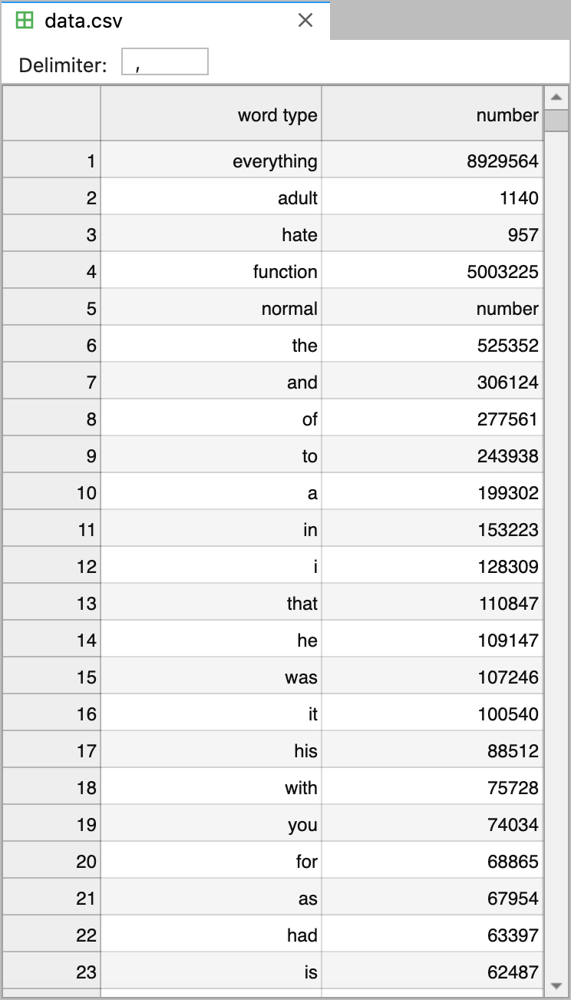 data.csv
Delimiter: ,
word type number
1 everything 8929564
2 adult 1140
3 hate 957
4 function 5003225
5 normal number
6 the 525352
7 and 306124
8 of 277561
9 to 243938
10 a 199302
11 in 153223
12 i 128309
13 that 110847
14 he 109147
15 was 107246
16 it 100540
17 his 88512
18 with 75728
19 you 74034
20 for 68865
21 as 67954
22 had 63397
23 is 62487